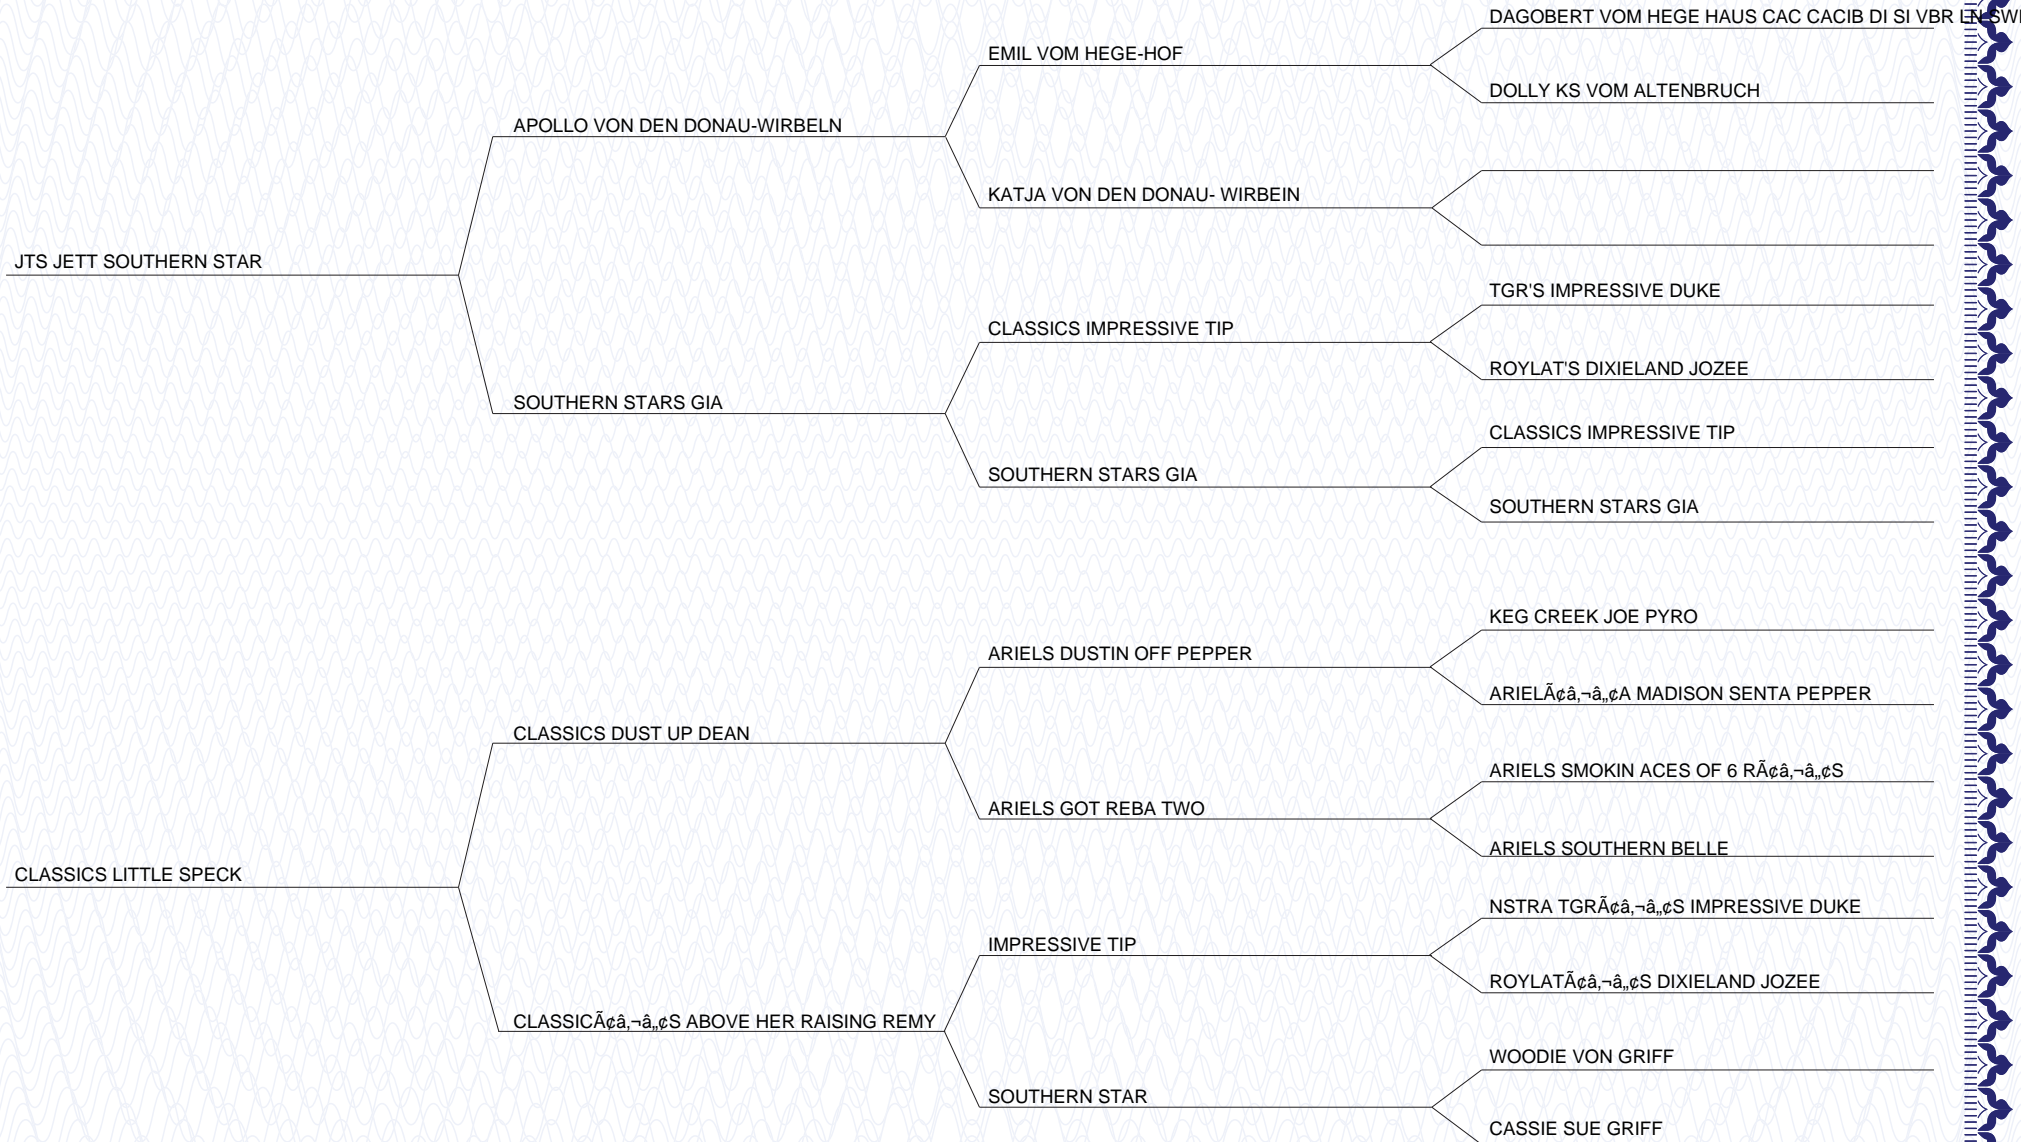 DAGOBERT VOM HEGE HAUS CAC CACIB DI SI VBR LN SW
EMIL VOM HEGE-HOF
DOLLY KS VOM ALTENBRUCH
APOLLO VON DEN DONAU-WIRBELN
KATJA VON DEN DONAU- WIRBEIN
JTS JETT SOUTHERN STAR
TGR'S IMPRESSIVE DUKE
CLASSICS IMPRESSIVE TIP
ROYLAT'S DIXIELAND JOZEE
SOUTHERN STARS GIA
CLASSICS IMPRESSIVE TIP
SOUTHERN STARS GIA
SOUTHERN STARS GIA
KEG CREEK JOE PYRO
ARIELS DUSTIN OFF PEPPER
ARIELÃ¢â‚¬â„¢A MADISON SENTA PEPPER
CLASSICS DUST UP DEAN
ARIELS SMOKIN ACES OF 6 RÃ¢â‚¬â„¢S
ARIELS GOT REBA TWO
ARIELS SOUTHERN BELLE
CLASSICS LITTLE SPECK
NSTRA TGRÃ¢â‚¬â„¢S IMPRESSIVE DUKE
IMPRESSIVE TIP
ROYLATÃ¢â‚¬â„¢S DIXIELAND JOZEE
CLASSICÃ¢â‚¬â„¢S ABOVE HER RAISING REMY
WOODIE VON GRIFF
SOUTHERN STAR
CASSIE SUE GRIFF